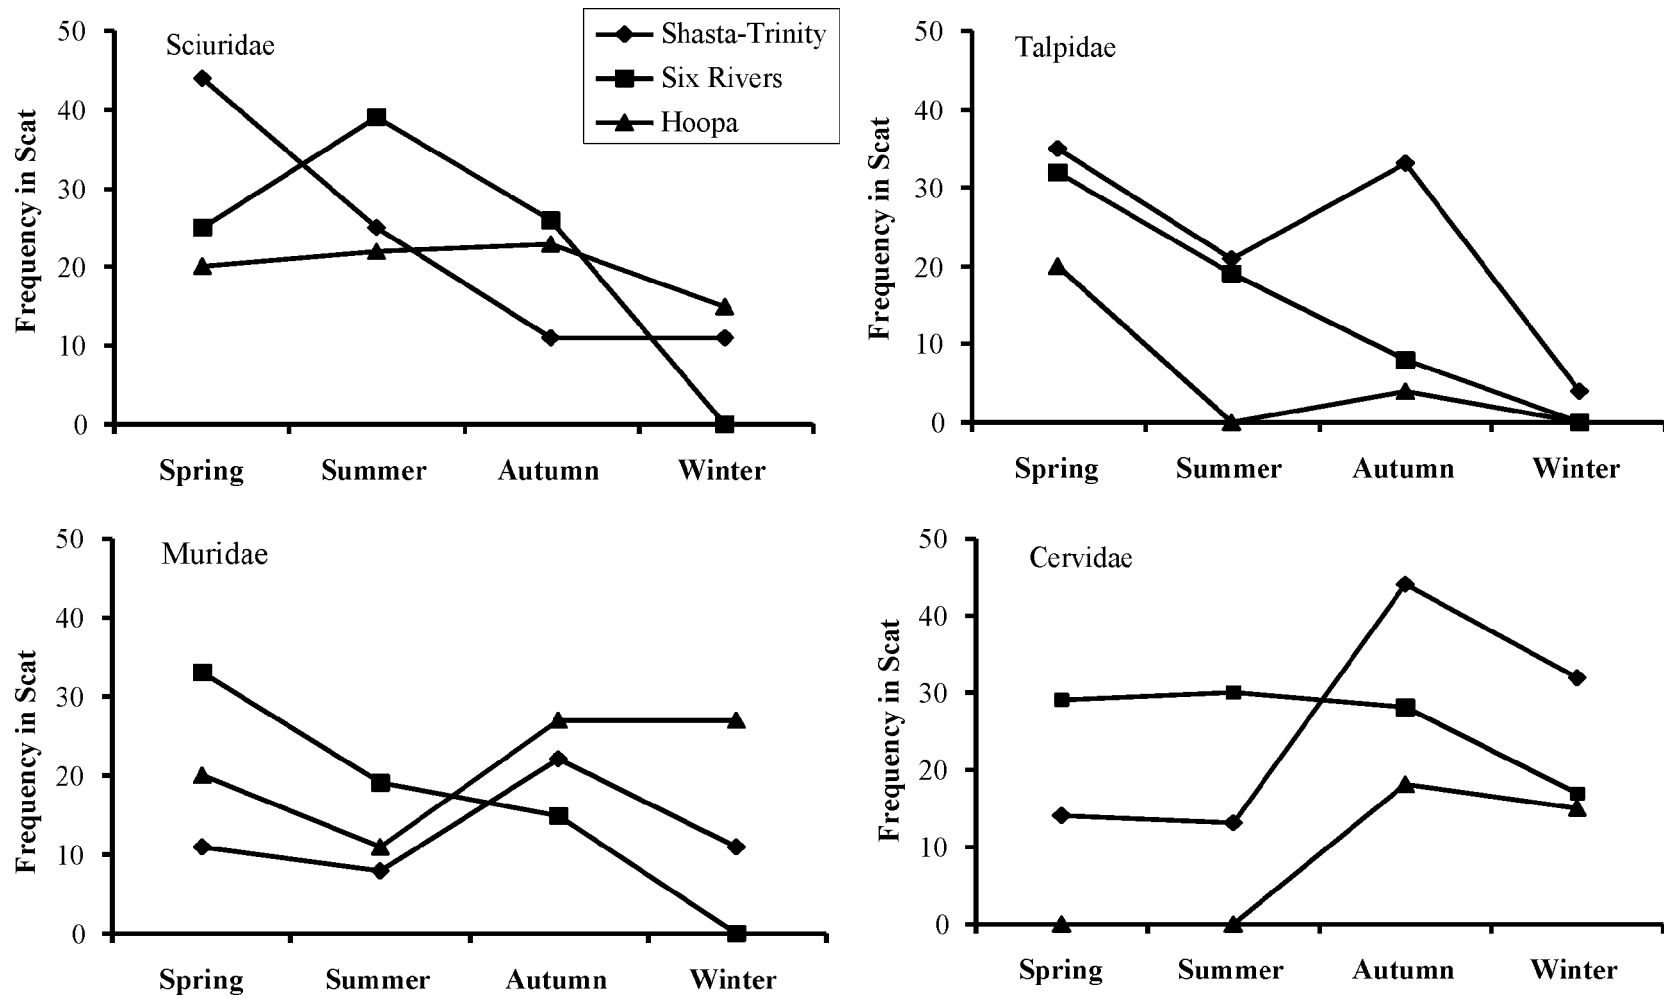 Sciuridae
Shasta-Trinity
Six Rivers
Hoopa
Frequency in Scat
50
40
30
20
10
0
Spring Summer Autumn Winter
Talpidae
Frequency in Scat
50
40
30
20
10
0
Spring Summer Autumn Winter
Muridae
Frequency in Scat
50
40
30
20
10
0
Spring Summer Autumn Winter
Cervidae
Frequency in Scat
50
40
30
20
10
0
Spring Summer Autumn Winter